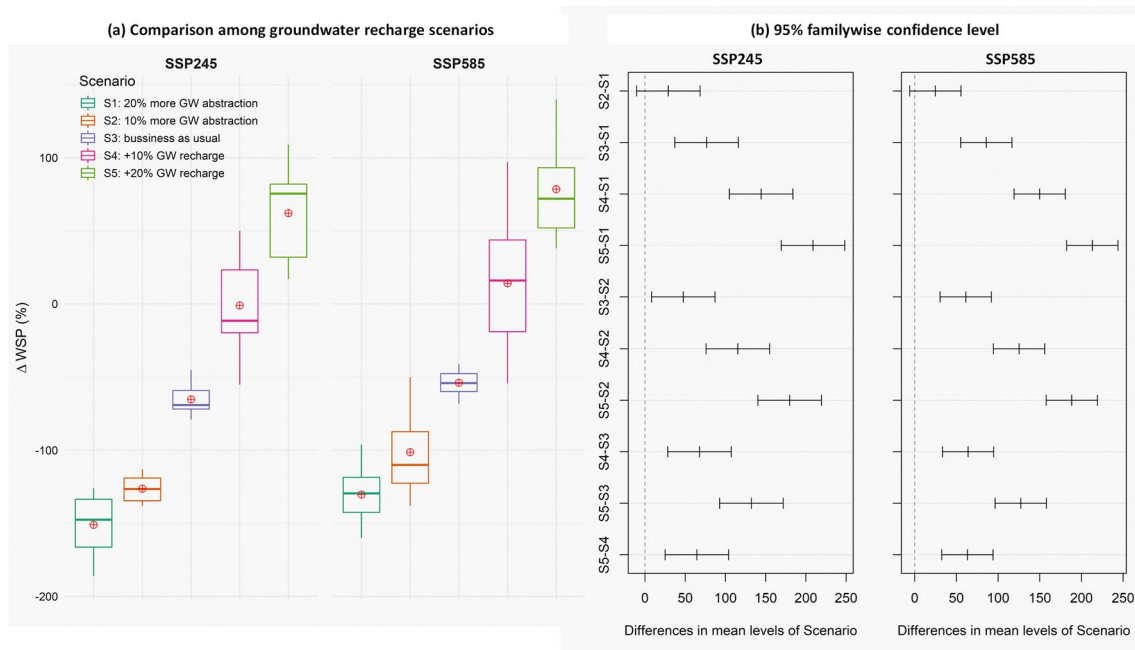 (a) Comparison among groundwater recharge scenarios
SSP245
SSP585
Scenario
S1: 20% more GW abstraction
S2: 10% more GW abstraction
S3: bussiness as usual
S4: +10% GW recharge
S5: +20% GW recharge
Δ WSP (%)
100
0
-100
-200
(b) 95% familywise confidence level
SSP245
SSP585
S2-S1
S3-S1
S4-S1
S5-S1
S3-S2
S4-S2
S5-S2
S4-S3
S5-S3
S5-S4
0 50 100 150 200 250
0 50 100 150 200 250
Differences in mean levels of Scenario
Differences in mean levels of Scenario